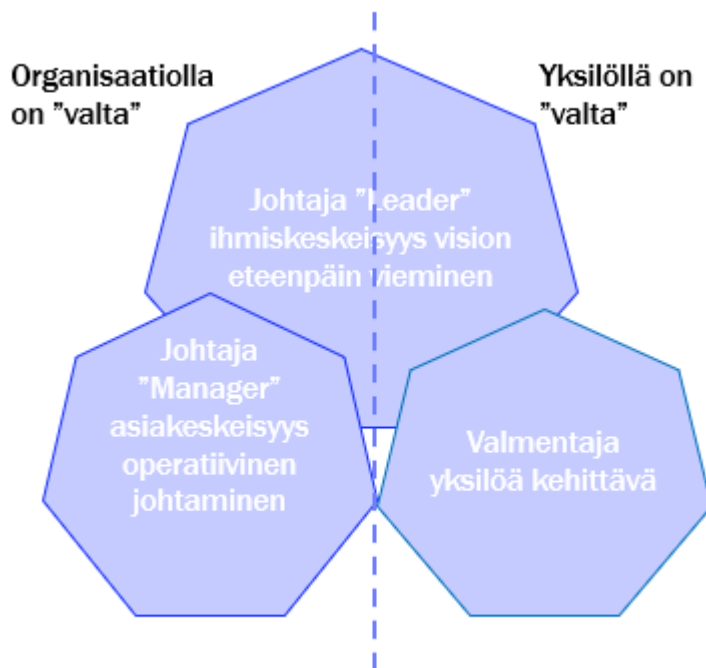 Organisaatiolla
on ”valta”
Yksilöllä on
”valta”
Johtaja ”Leader”
ihmiskeskeisyys vision
eteenpäin vieminen
Johtaja
”Manager”
asiakeskeisyys
operatiivinen
johtaminen
Valmentaja
yksilöä kehittävä